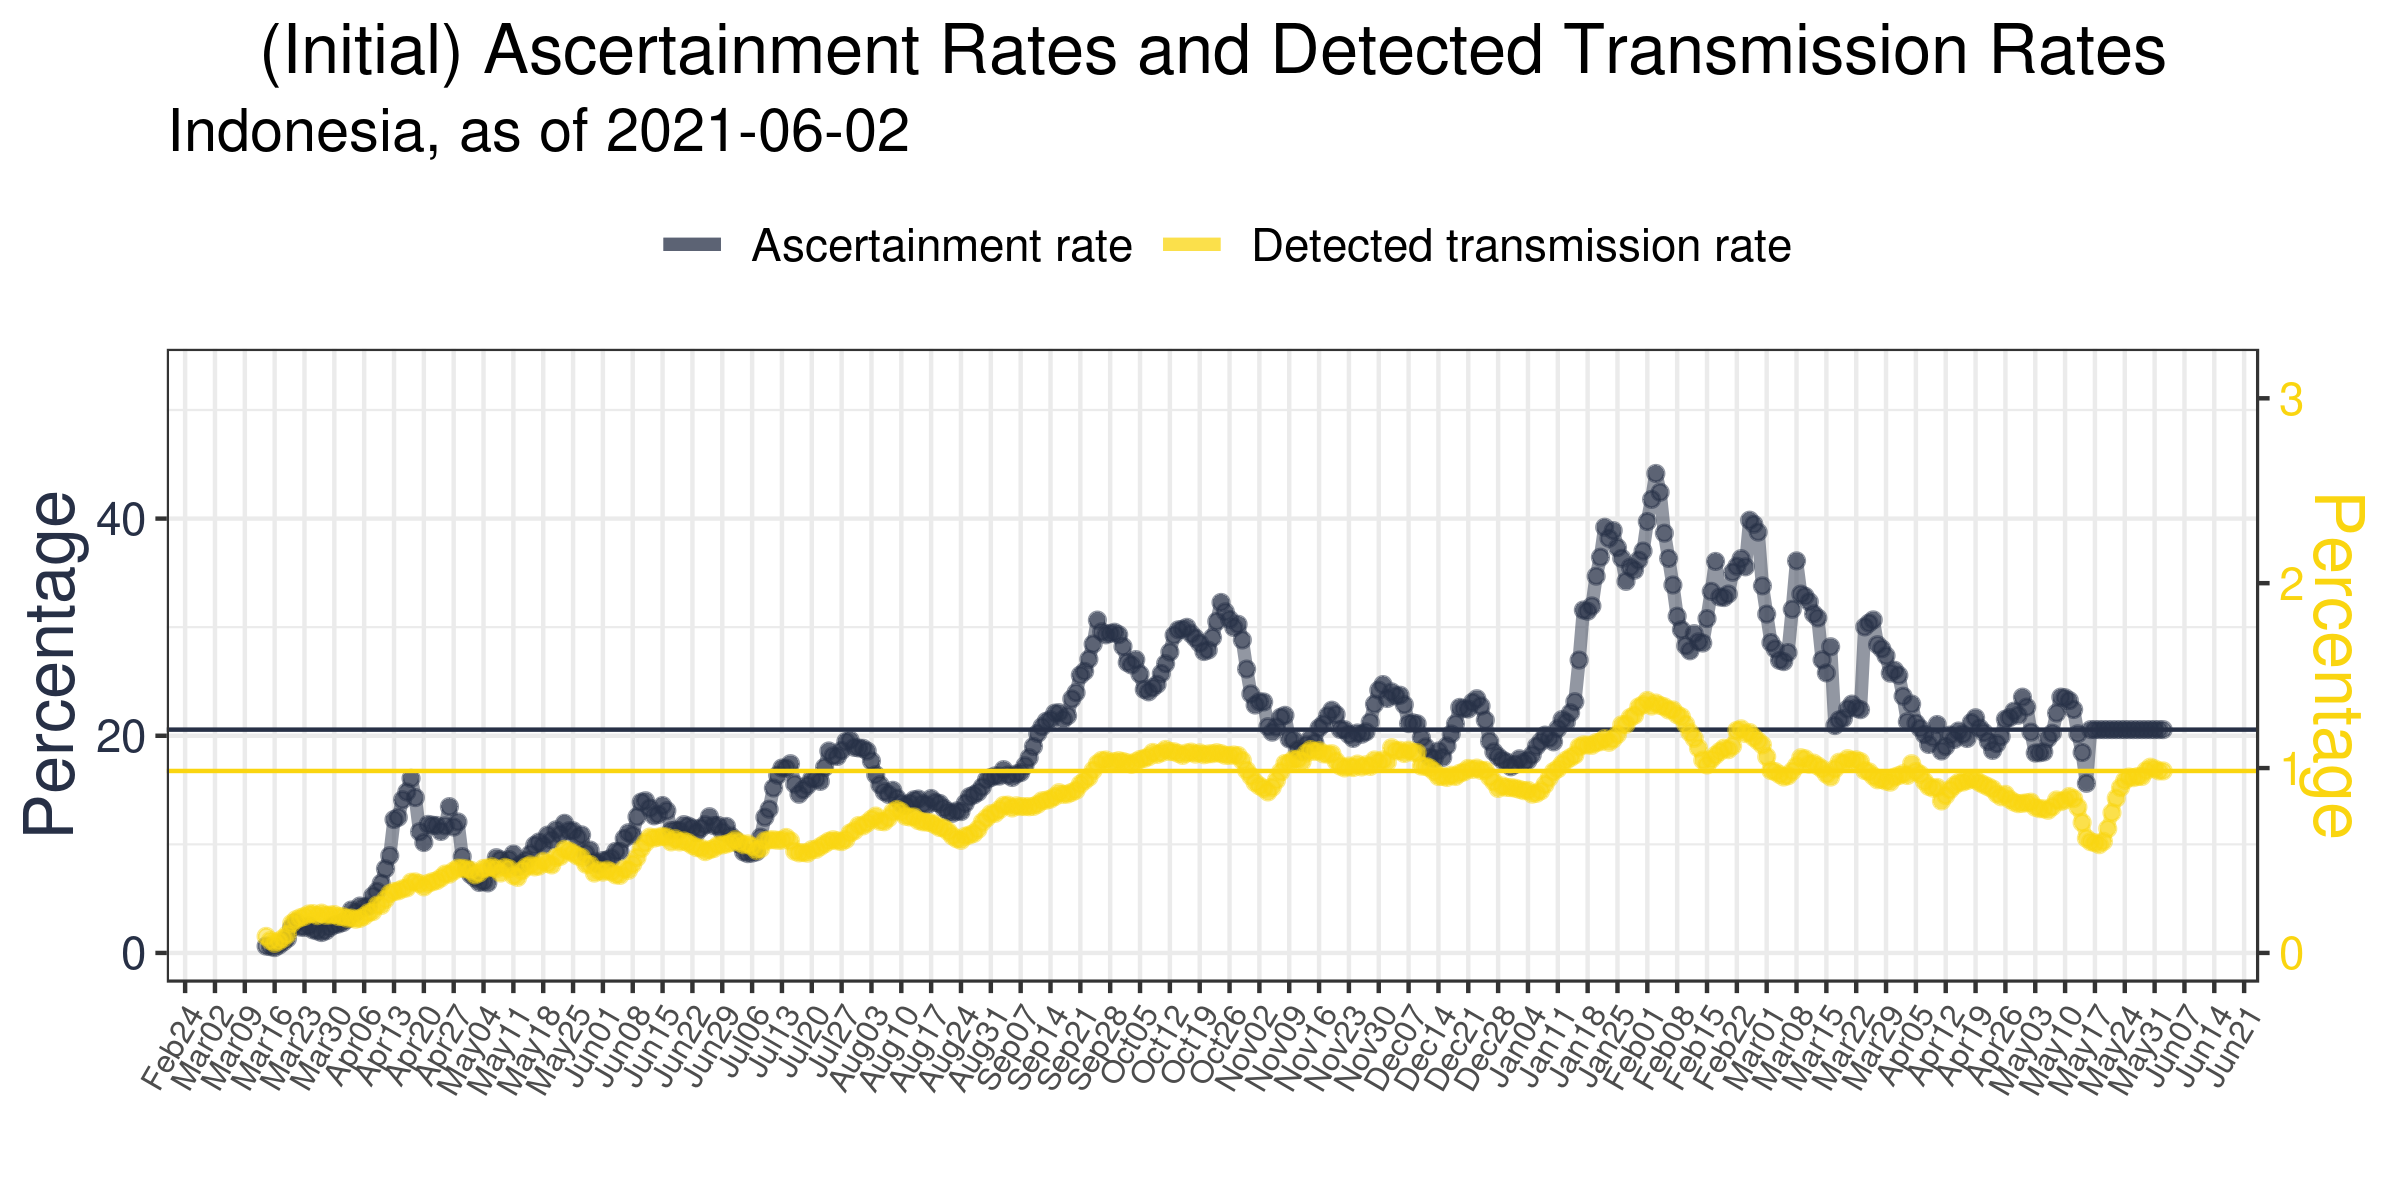 (Initial) Ascertainment Rates and Detected Transmission Rates
Indonesia, as of 2021-06-02
Ascertainment rate
Detected transmission rate
Percentage
40
20
0
3
2
1
0
Percentage
Feb24
Mar02
Mar09
Mar16
Mar23
Mar30
Apr06
Apr13
Apr20
Apr27
May04
May11
May18
May25
Jun01
Jun08
Jun15
Jun22
Jun29
Jul06
Jul13
Jul20
Jul27
Aug03
Aug10
Aug17
Aug24
Aug31
Sep07
Sep14
Sep21
Sep28
Oct05
Oct12
Oct19
Oct26
Nov02
Nov09
Nov16
Nov23
Nov30
Dec07
Dec14
Dec21
Dec28
Jan04
Jan11
Jan18
Jan25
Feb01
Feb08
Feb15
Feb22
Mar01
Mar08
Mar15
Mar22
Mar29
Apr05
Apr12
Apr19
Apr26
May03
May10
May17
May24
May31
Jun07
Jun14
Jun21